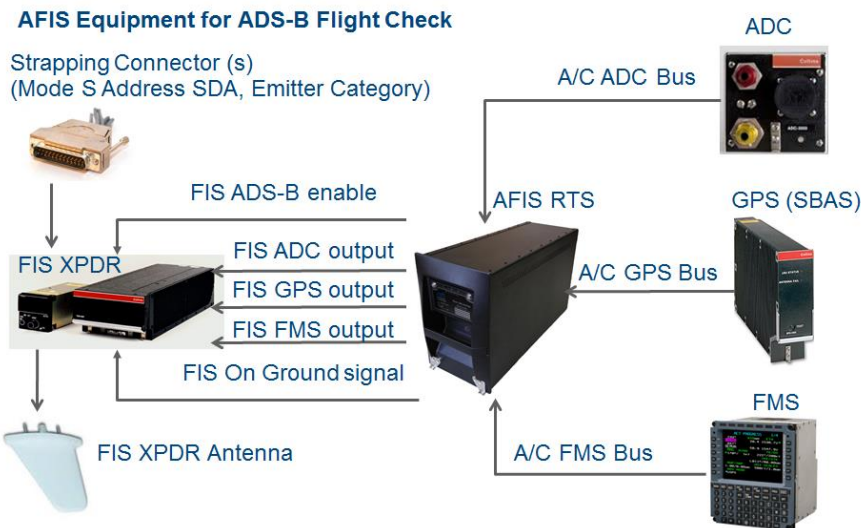 AFIS Equipment for ADS-B Flight Check
ADC
Strapping Connector (s)
(Mode S Address SDA, Emitter Category)
A/C ADC Bus
Collins
FIS ADS-B enable
AFIS RTS
GPS (SBAS)
FIS XPDR
FIS ADC output
A/C GPS Bus
FIS GPS output
FIS FMS output
FIS On Ground signal
FMS
FIS XPDR Antenna
A/C FMS Bus